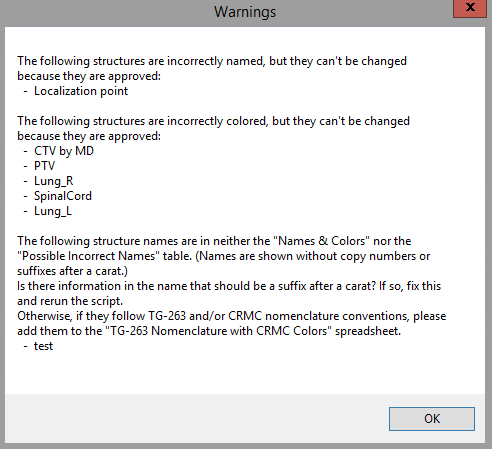 Warnings
x
The following structures are incorrectly named, but they can't be changed
because they are approved:
- Localization point
The following structures are incorrectly colored, but they can't be changed
because they are approved:
- CTV by MD
- PTV
- Lung_R
- SpinalCord
- Lung_L
The following structure names are in neither the "Names & Colors" nor the
"Possible Incorrect Names" table. (Names are shown without copy numbers or
suffixes after a carat.)
Is there information in the name that should be a suffix after a carat? If so, fix this
and rerun the script.
Otherwise, if they follow TG-263 and/or CRMC nomenclature conventions, please
add them to the "TG-263 Nomenclature with CRMC Colors" spreadsheet.
- test
OK